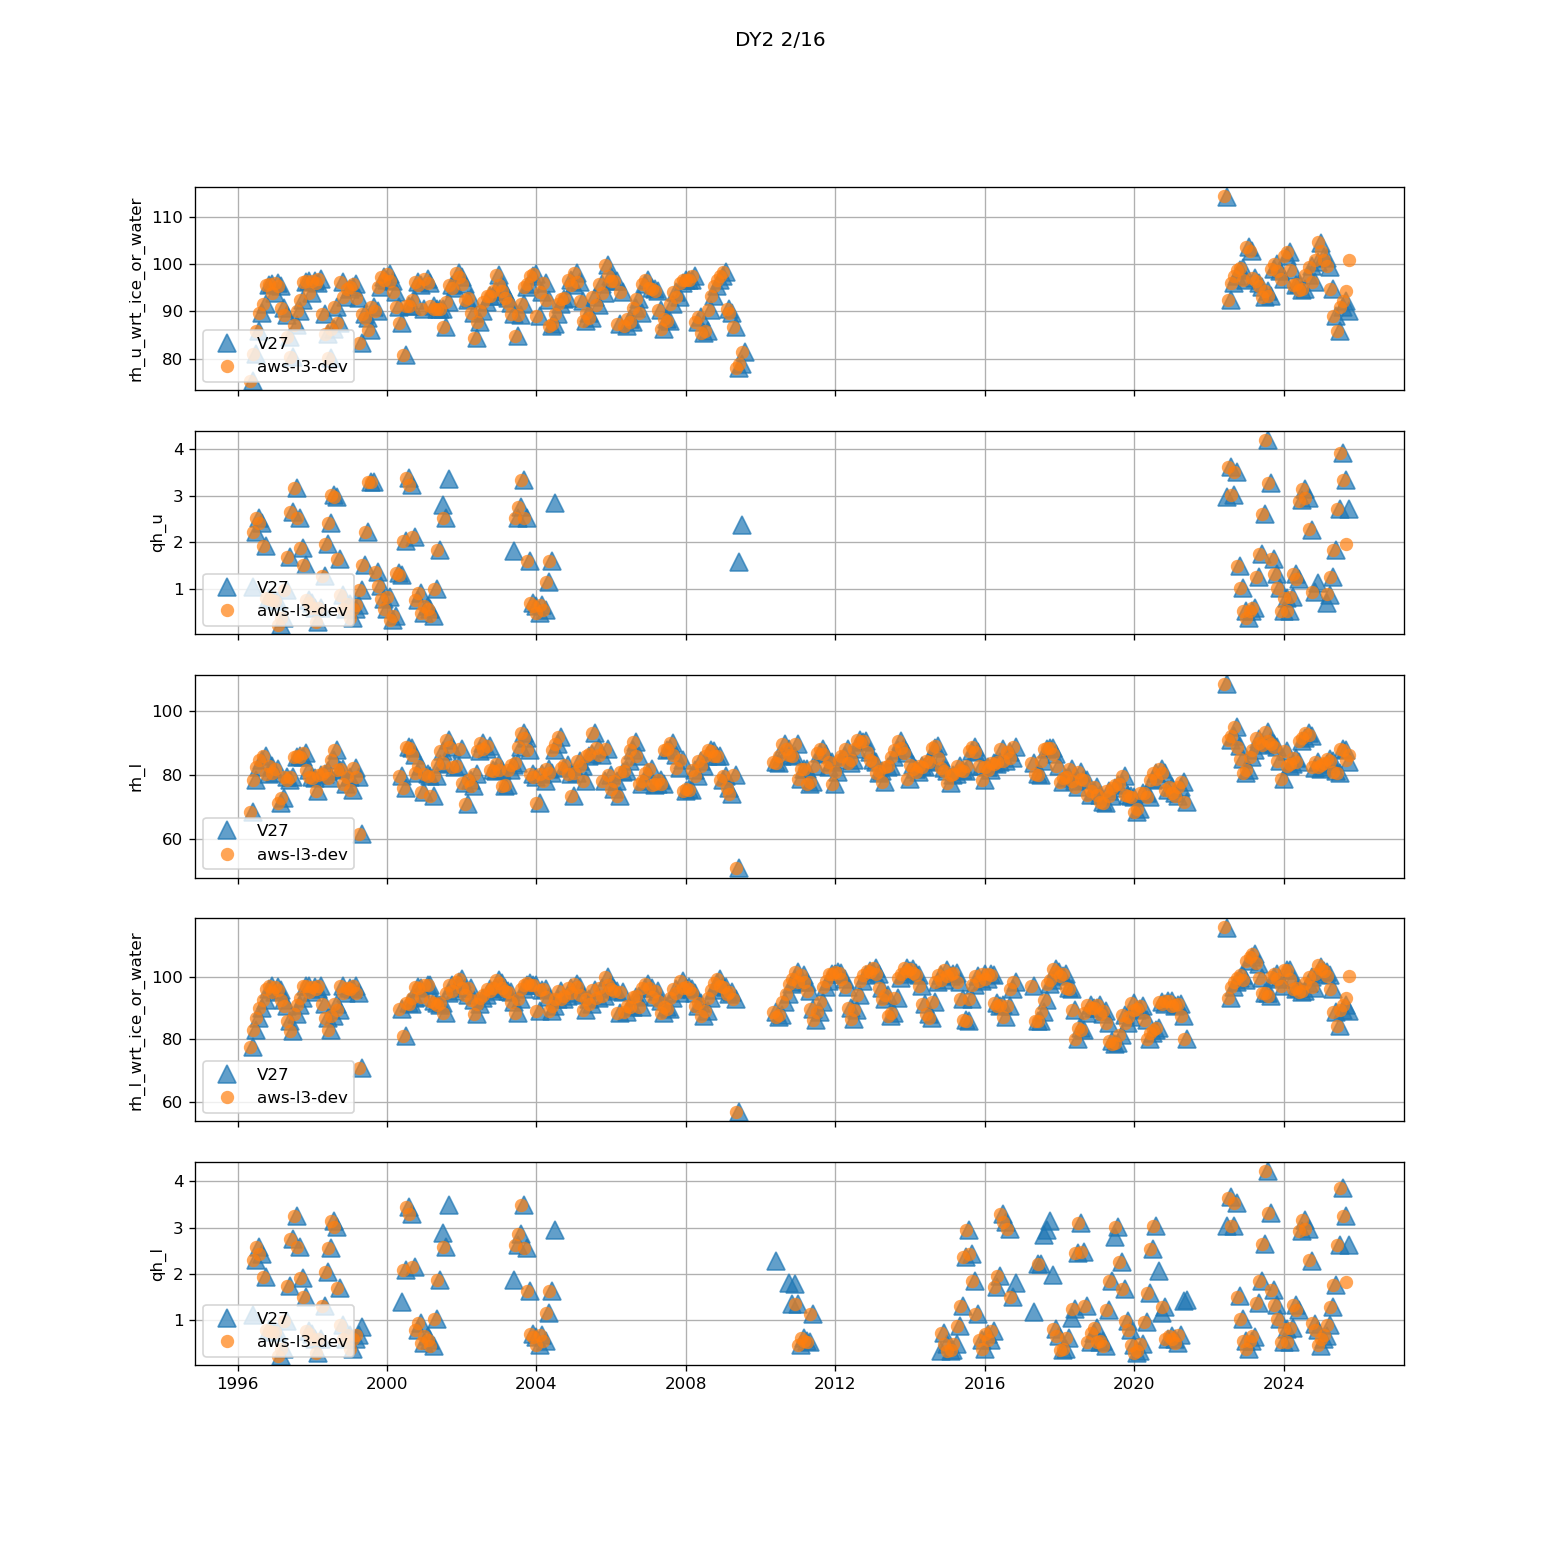 DY2 2/16
110
100
90
80
rh_u_wrt_ice_or_water
V27
aws-l3-dev
4
3
2
1
qh_u
V27
aws-l3-dev
100
80
60
rh_l
V27
aws-l3-dev
100
80
60
rh_l_wrt_ice_or_water
V27
aws-l3-dev
4
3
2
1
qh_l
V27
aws-l3-dev
1996 2000 2004 2008 2012 2016 2020 2024